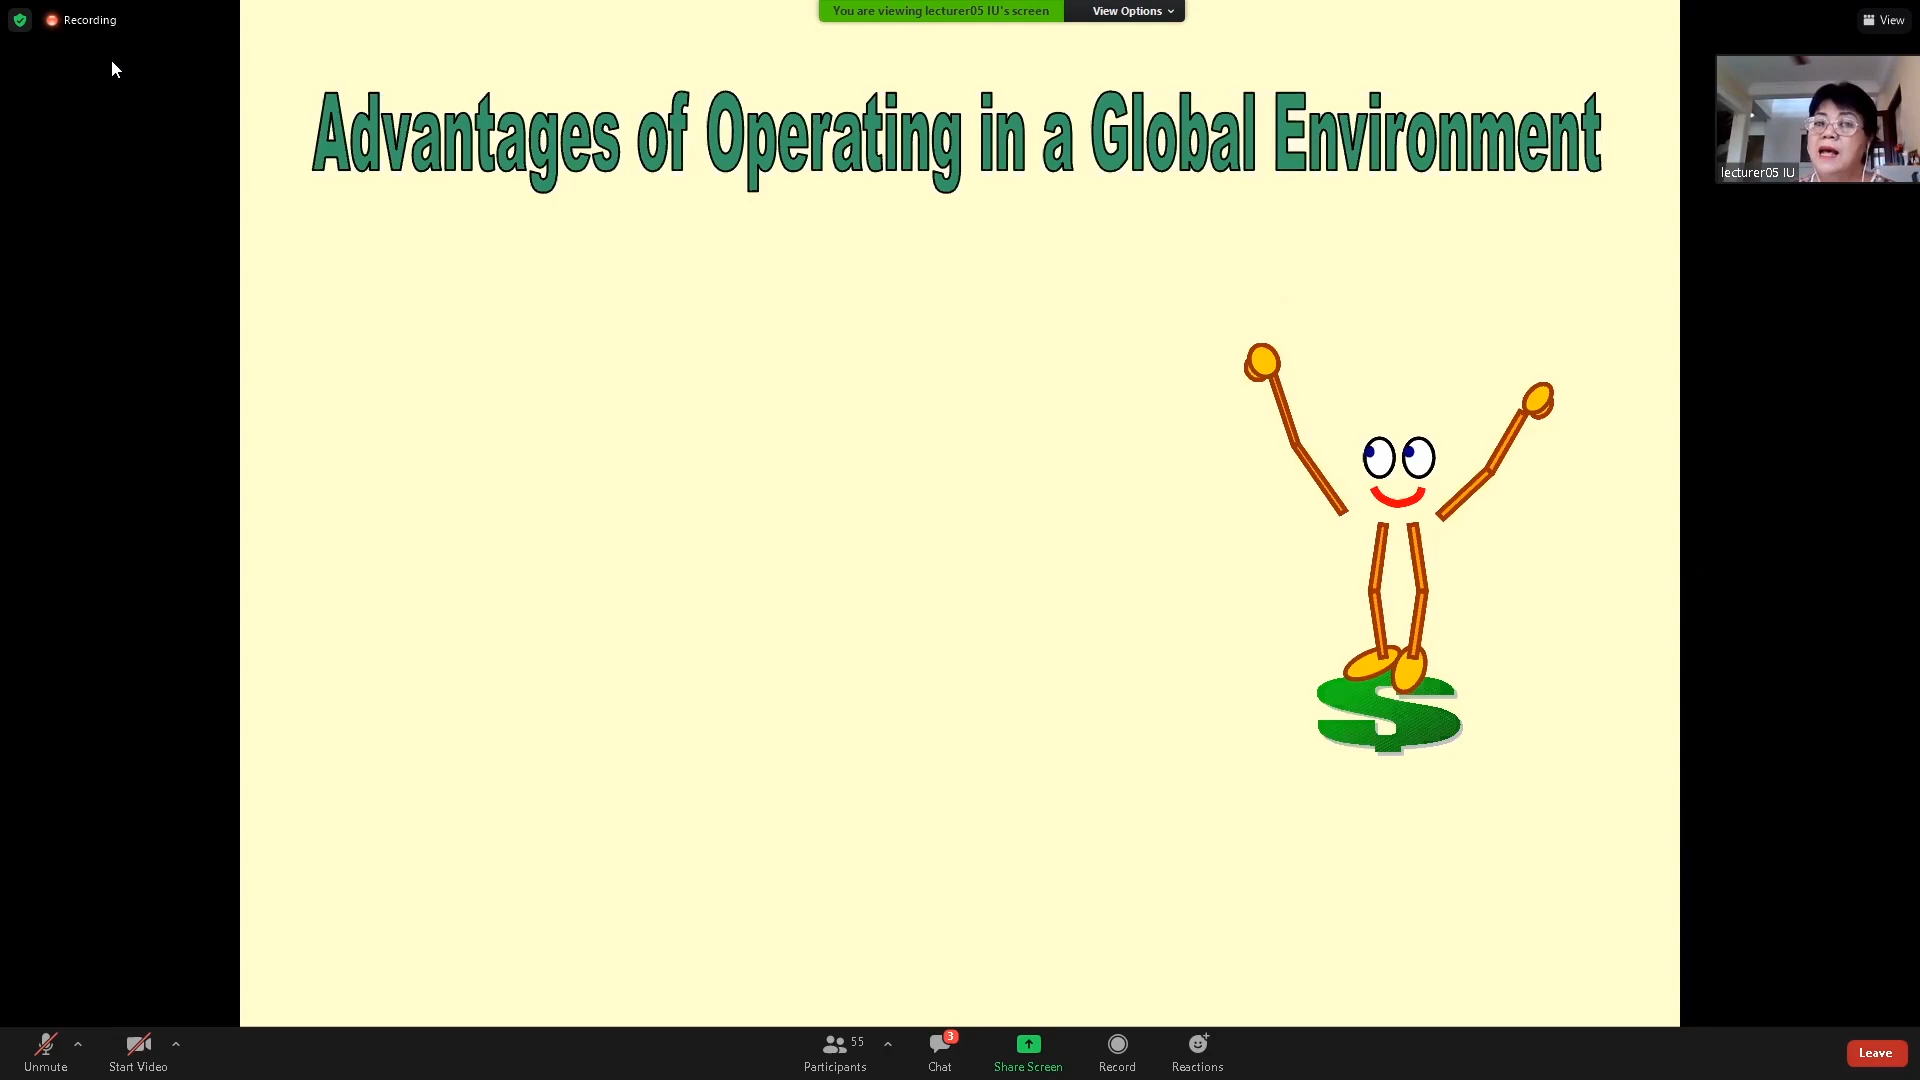 Recording
You are viewing lecturer05 IU's screen
View Options
View
Advantages of Operating in a Global Environment
lecturer05 IU
$
Unmute
Start Video
55
Participants
3
Chat
Share Screen
Record
Reactions
Leave